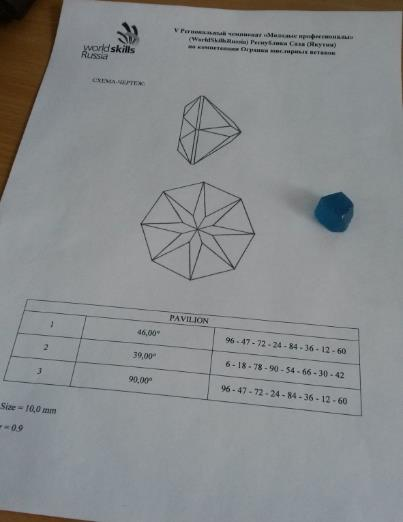 worldskills
Russia
V Региональный чемпионат «Молодые профессионалы»
(WorldSkillsRussia) Республика Саха (Якутия)
по компетенции Огранка ювелирных вставок
СХЕМА-ЧЕРТЕЖ:
PAVILION
1 46,00° 96 - 47 - 72 - 24 - 84 - 36 - 12 - 60
2 39,00° 6 - 18 - 78 - 90 - 54 - 66 - 30 - 42
3 90,00° 96 - 47 - 72 - 24 - 84 - 36 - 12 - 60
Size = 10,0 mm
= 0.9